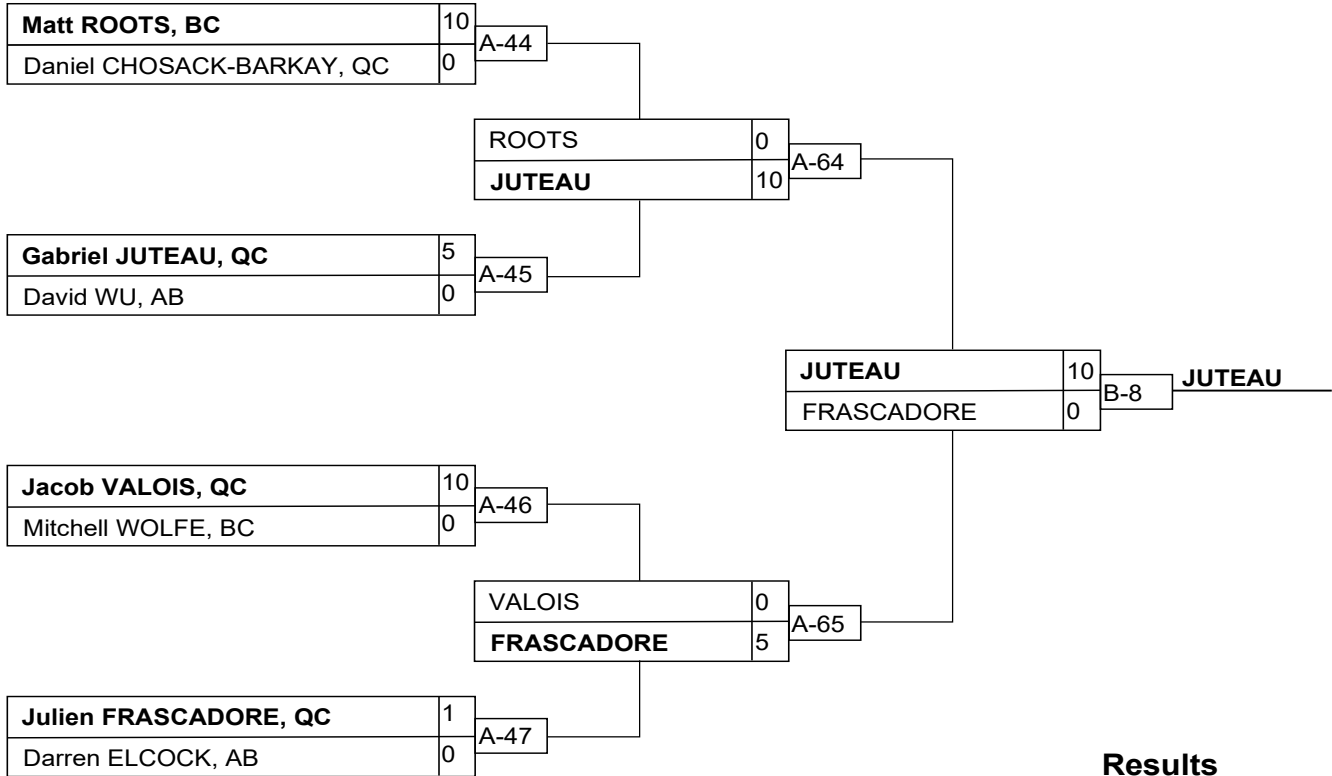 Matt ROOTS, BC 10
A-44
Daniel CHOSACK-BARKAY, QC 0
ROOTS 0
A-64
JUTEAU 10
Gabriel JUTEAU, QC 5
A-45
David WU, AB 0
JUTEAU 10
B-8 JUTEAU
FRASCADORE 0
Jacob VALOIS, QC 10
A-46
Mitchell WOLFE, BC 0
VALOIS 0
A-65
FRASCADORE 5
Julien FRASCADORE, QC 1
A-47
Darren ELCOCK, AB 0
Results